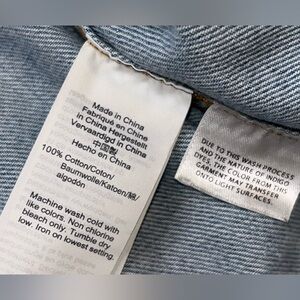 Made in China
Fabriqué en China
in China Hergestellt
Vervaardigd in China
中国製
Hecho en China
100% Cotton/Coton/
Baumwolle/Katoen/綿/
algodón
Machine wash cold with
like colors. Non chlorine
bleach only. Tumble dry
low. Iron on lowest setting.
DUE TO THIS WASH PROCESS
AND THE NATURE OF INDIGO
DYES, THE COLOR FROM THIS
GARMENT MAY TRANSFER
ONTO LIGHT SURFACES.